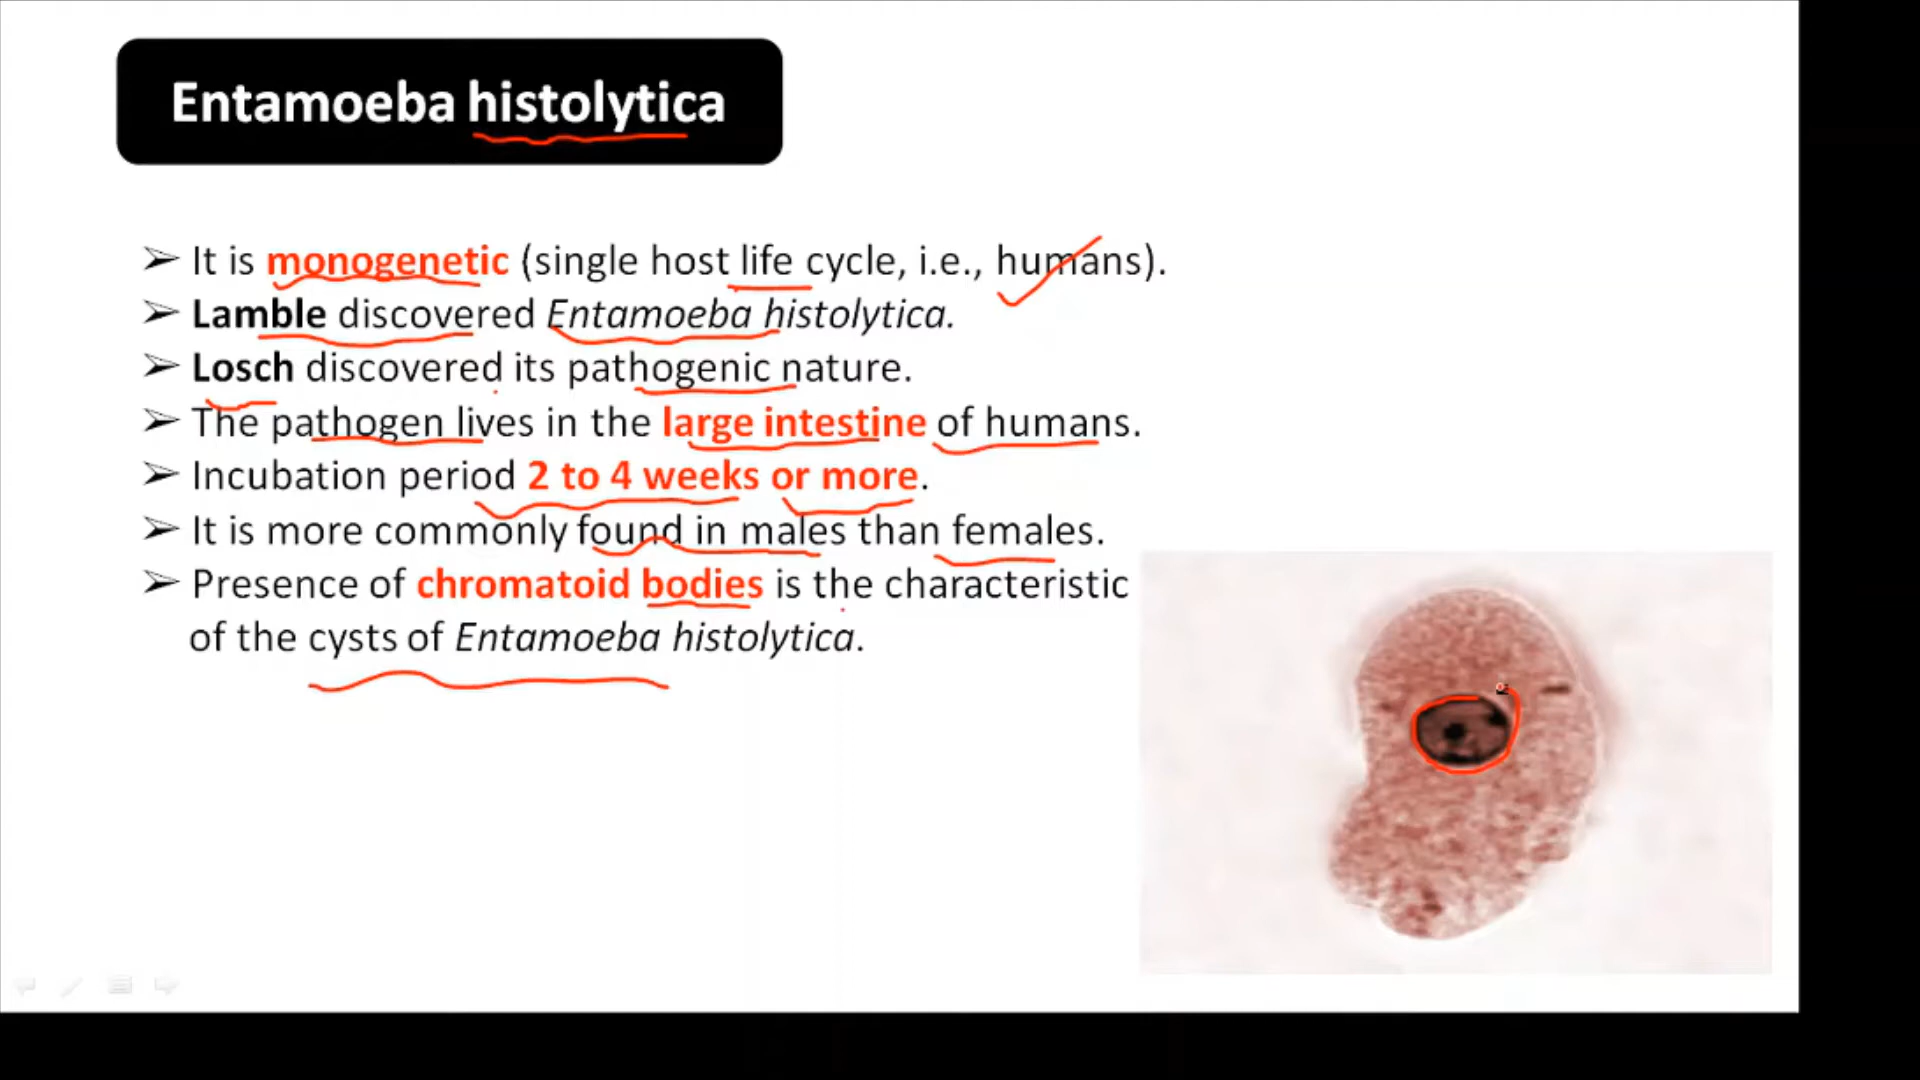 Entamoeba histolytica
➢ It is monogenetic (single host life cycle, i.e., humans).
➢ Lamble discovered Entamoeba histolytica.
➢ Losch discovered its pathogenic nature.
➢ The pathogen lives in the large intestine of humans.
➢ Incubation period 2 to 4 weeks or more.
➢ It is more commonly found in males than females.
➢ Presence of chromatoid bodies is the characteristic
of the cysts of Entamoeba histolytica.